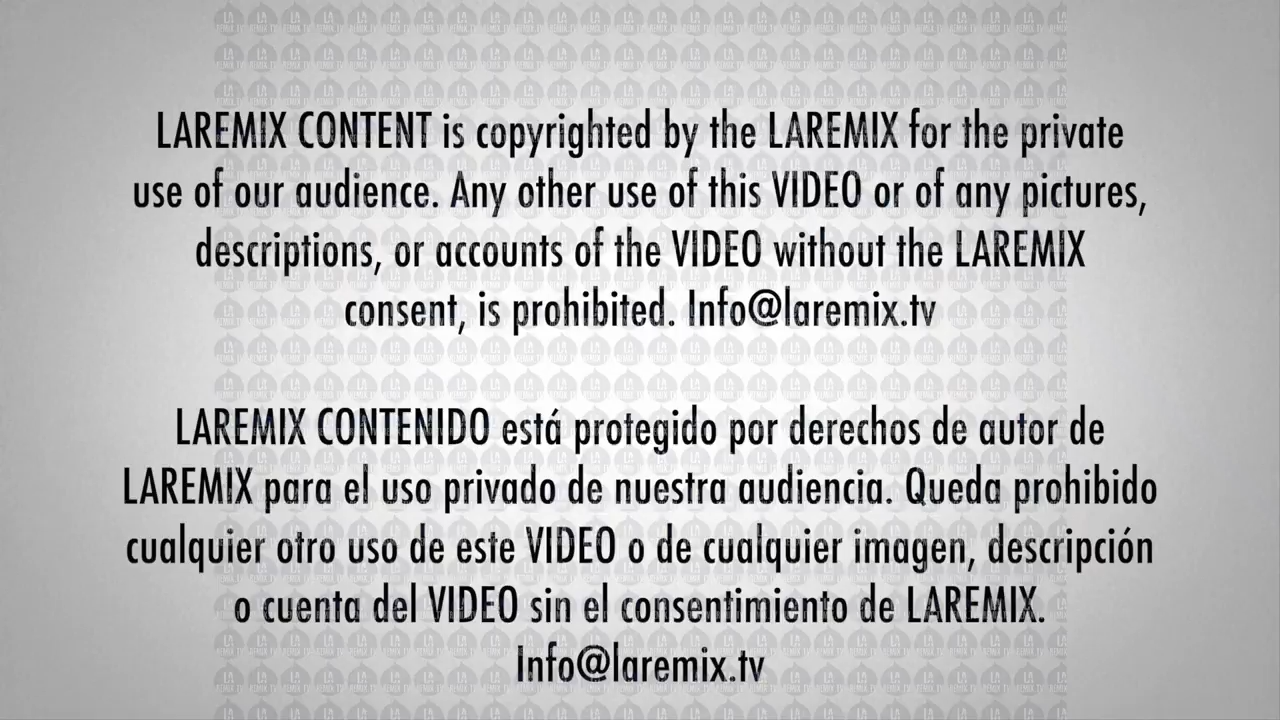 LAREMIX CONTENT is copyrighted by the LAREMIX for the private
use of our audience. Any other use of this VIDEO or of any pictures,
descriptions, or accounts of the VIDEO without the LAREMIX
consent, is prohibited. Info@laremix.tv
LAREMIX CONTENIDO está protegido por derechos de autor de
LAREMIX para el uso privado de nuestra audiencia. Queda prohibido
cualquier otro uso de este VIDEO o de cualquier imagen, descripción
o cuenta del VIDEO sin el consentimiento de LAREMIX.
Info@laremix.tv